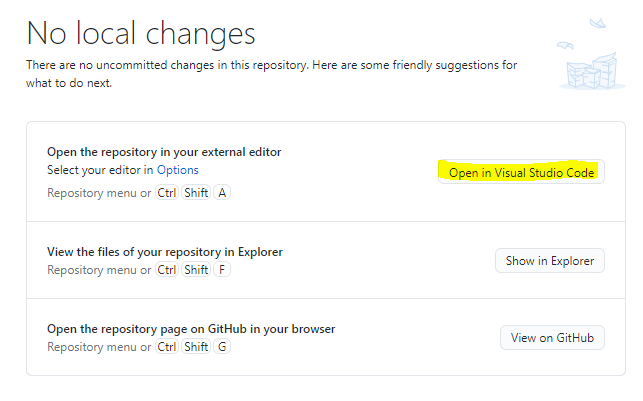 No local changes
There are no uncommitted changes in this repository. Here are some friendly suggestions for
what to do next.
Open the repository in your external editor
Select your editor in Options
Repository menu or Ctrl Shift A
Open in Visual Studio Code
View the files of your repository in Explorer
Repository menu or Ctrl Shift F
Show in Explorer
Open the repository page on GitHub in your browser
Repository menu or Ctrl Shift G
View on GitHub